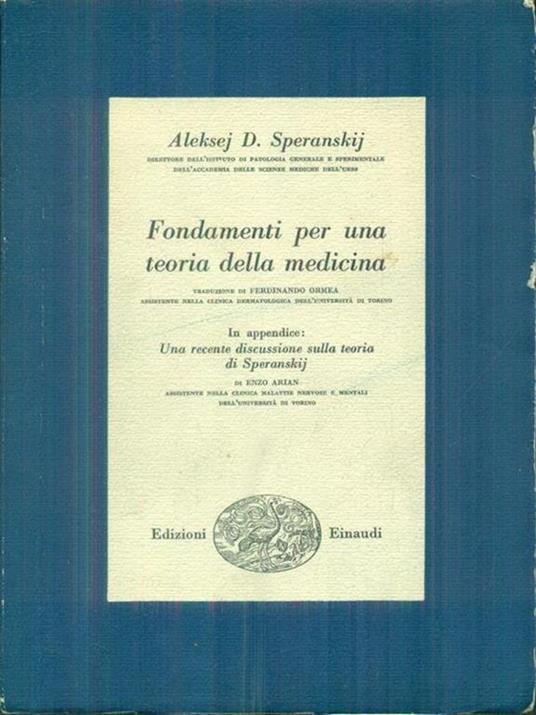 Aleksej D. Speranskij
DIRETTORE DELL'ISTITUTO DI PATOLOGIA GENERALE E SPERIMENTALE
DELL'ACCADEMIA DELLE SCIENZE MEDICHE DELL'URSS
Fondamenti per una
teoria della medicina
TRADUZIONE DI FERDINANDO ORMEA
ASSISTENTE NELLA CLINICA DERMATOLOGICA DELL'UNIVERSITÀ DI TORINO
In appendice:
Una recente discussione sulla teoria
di Speranskij
DI ENZO ARIAN
ASSISTENTE NELLA CLINICA MALATTIE NERVOSE E MENTALI
DELL'UNIVERSITÀ DI TORINO
Edizioni Einaudi